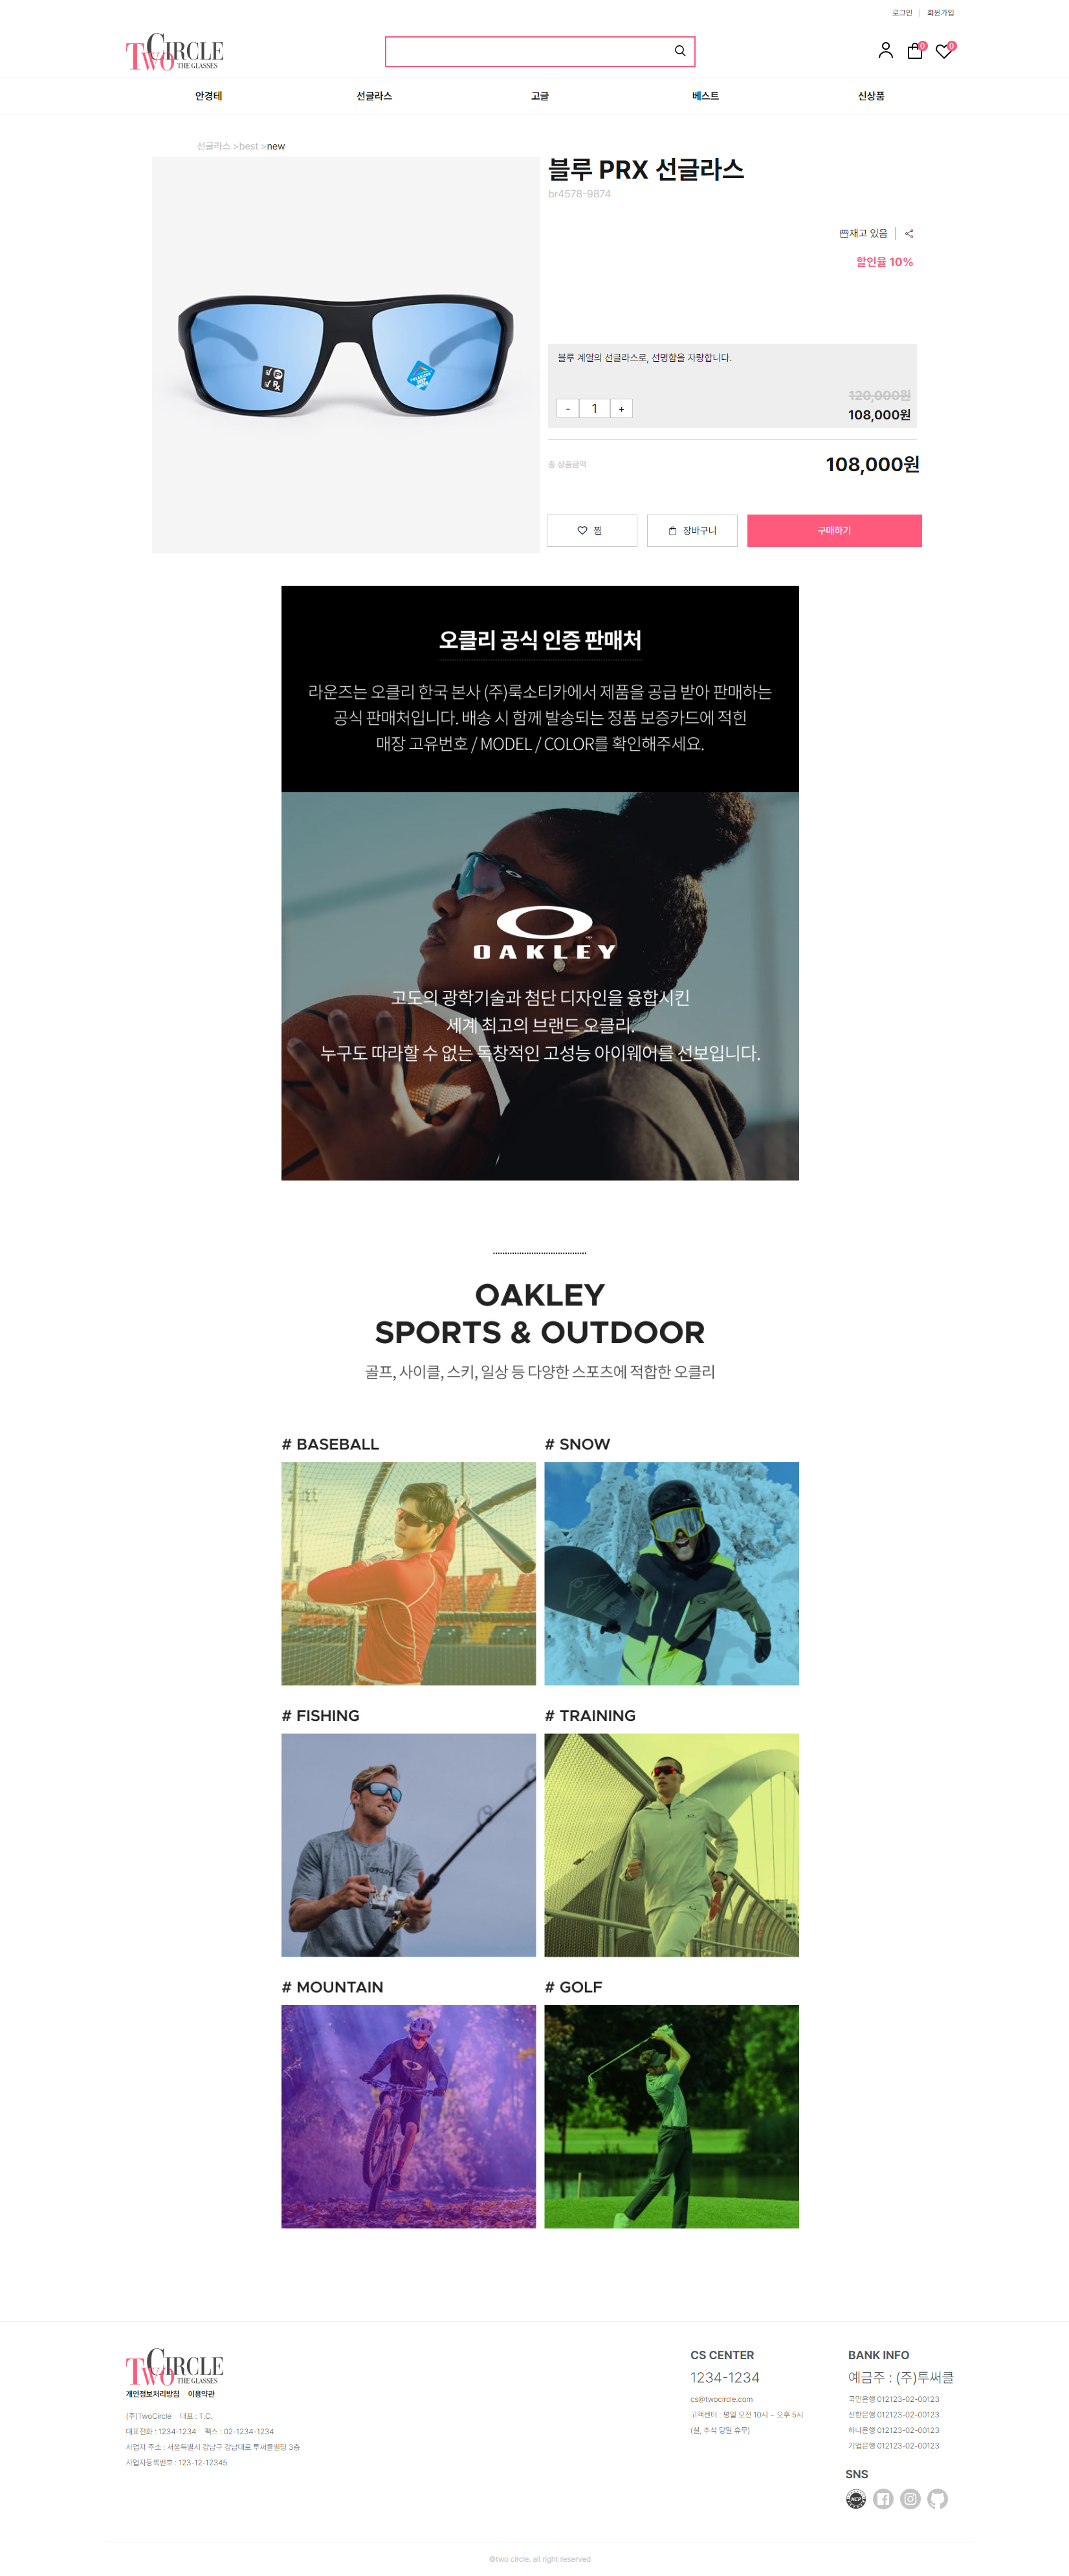 로그인 | 회원가입
TWO CIRCLE
THE GLASSES
0
0
안경테 선글라스 고글 베스트 신상품
선글라스 >best >new
블루 PRX 선글라스
br4578-9874
재고 있음
할인율 10%
블루 계열의 선글라스로, 선명함을 자랑합니다.
120,000원
- 1 +
108,000원
총 상품금액
108,000원
찜
장바구니
구매하기
오클리 공식 인증 판매처
라운즈는 오클리 한국 본사 (주)룩소티카에서 제품을 공급 받아 판매하는
공식 판매처입니다. 배송 시 함께 발송되는 정품 보증카드에 적힌
매장 고유번호 / MODEL / COLOR를 확인해주세요.
OAKLEY
고도의 광학기술과 첨단 디자인을 융합시킨
세계 최고의 브랜드 오클리.
누구도 따라할 수 없는 독창적인 고성능 아이웨어를 선보입니다.
OAKLEY
SPORTS & OUTDOOR
골프, 사이클, 스키, 일상 등 다양한 스포츠에 적합한 오클리
# BASEBALL
# SNOW
# FISHING
# TRAINING
OAKLEY
# MOUNTAIN
# GOLF
TWO CIRCLE
THE GLASSES
개인정보처리방침 이용약관
(주)TwoCircle 대표 : T.C.
대표전화 : 1234-1234 팩스 : 02-1234-1234
사업자 주소 : 서울특별시 강남구 강남대로 투써클빌딩 3층
사업자등록번호 : 123-12-12345
CS CENTER
1234-1234
cs@twocircle.com
고객센터 : 평일 오전 10시 ~ 오후 5시
(설, 추석 당일 휴무)
BANK INFO
예금주 : (주)투써클
국민은행 012123-02-00123
신한은행 012123-02-00123
하나은행 012123-02-00123
기업은행 012123-02-00123
SNS
©two circle. all right reserved